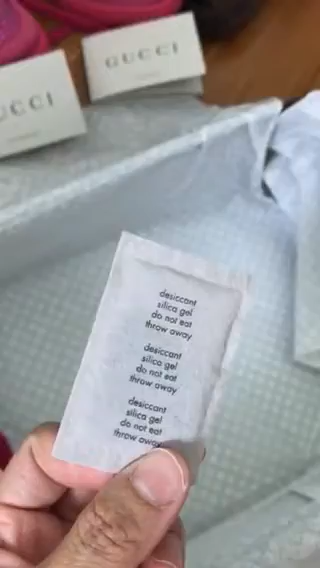 GUCCI
UCCI
desiccant
silica gel
do not eat
throw away
desiccant
silica gel
do not eat
throw away
desiccant
silica gel
do not eat
throw away